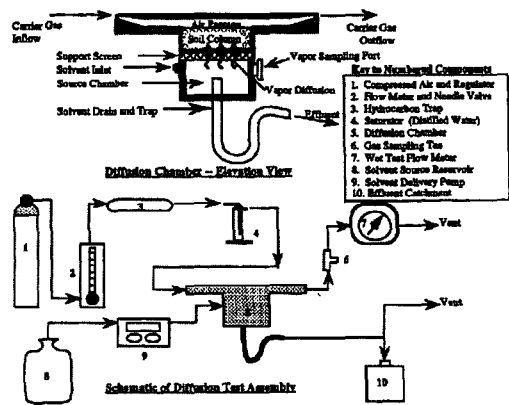 Carrier Gas
Inflow
Air Passage
Soil Column
Carrier Gas
Outflow
Support Screen
Solvent Inlet
Source Chamber
Vapor Sampling Port
Vapor Diffusion
Solvent Drain and Trap
Effluent
Diffusion Chamber -- Elevation View
Key to Numbered Components
1. Compressed Air and Regulator
2. Flow Meter and Needle Valve
3. Hydrocarbon Trap
4. Saturator (Distilled Water)
5. Diffusion Chamber
6. Gas Sampling Tee
7. Wet Test Flow Meter
8. Solvent Source Reservoir
9. Solvent Delivery Pump
10. Effluent Catchment
1
2
3
4
5
6
7
Vent
Vent
8
9
10
Schematic of Diffusion Test Assembly